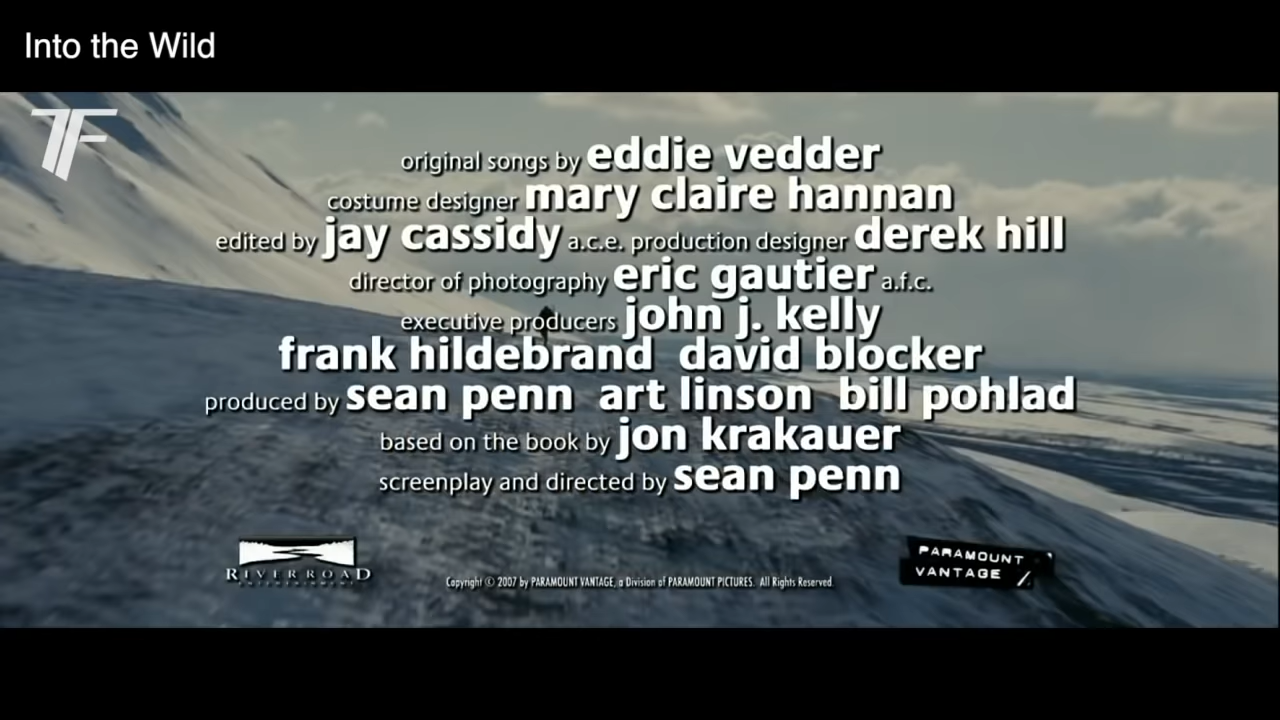 Into the Wild
TF
original songs by eddie vedder
costume designer mary claire hannan
edited by jay cassidy a.c.e. production designer derek hill
director of photography eric gautier a.f.c.
executive producers john j. kelly
frank hildebrand david blocker
produced by sean penn art linson bill pohlad
based on the book by jon krakauer
screenplay and directed by sean penn
RIVER ROAD
ENTERTAINMENT
Copyright © 2007 by PARAMOUNT VANTAGE, a Division of PARAMOUNT PICTURES. All Rights Reserved.
PARAMOUNT
VANTAGE